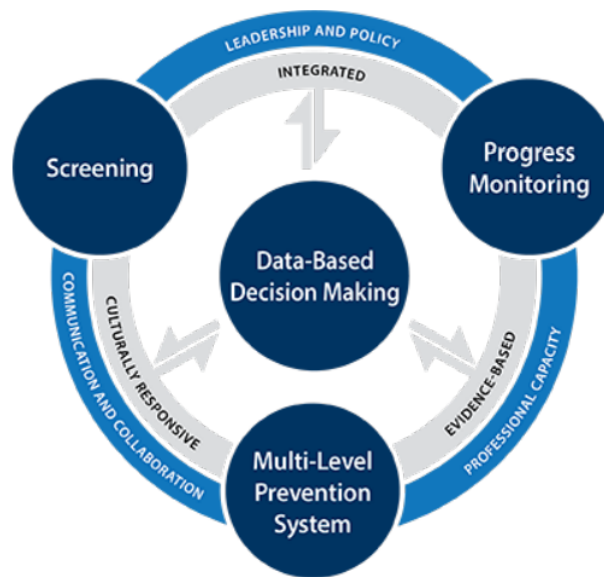 LEADERSHIP AND POLICY
INTEGRATED
Screening
Progress
Monitoring
Data-Based
Decision Making
COMMUNICATION AND COLLABORATION
CULTURALLY RESPONSIVE
EVIDENCE-BASED
PROFESSIONAL CAPACITY
Multi-Level
Prevention
System